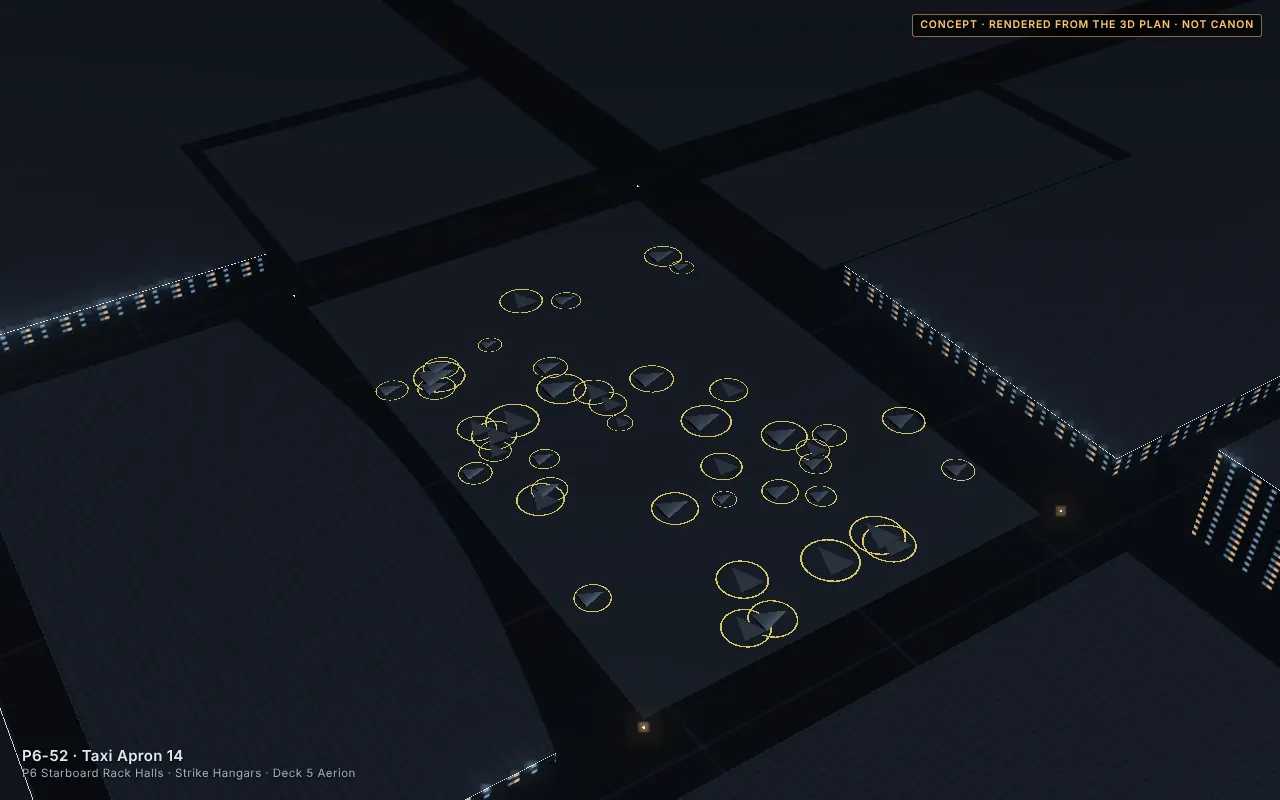 CONCEPT · RENDERED FROM THE 3D PLAN · NOT CANON
P6-52 · Taxi Apron 14
P6 Starboard Rack Halls · Strike Hangars · Deck 5 Aerion